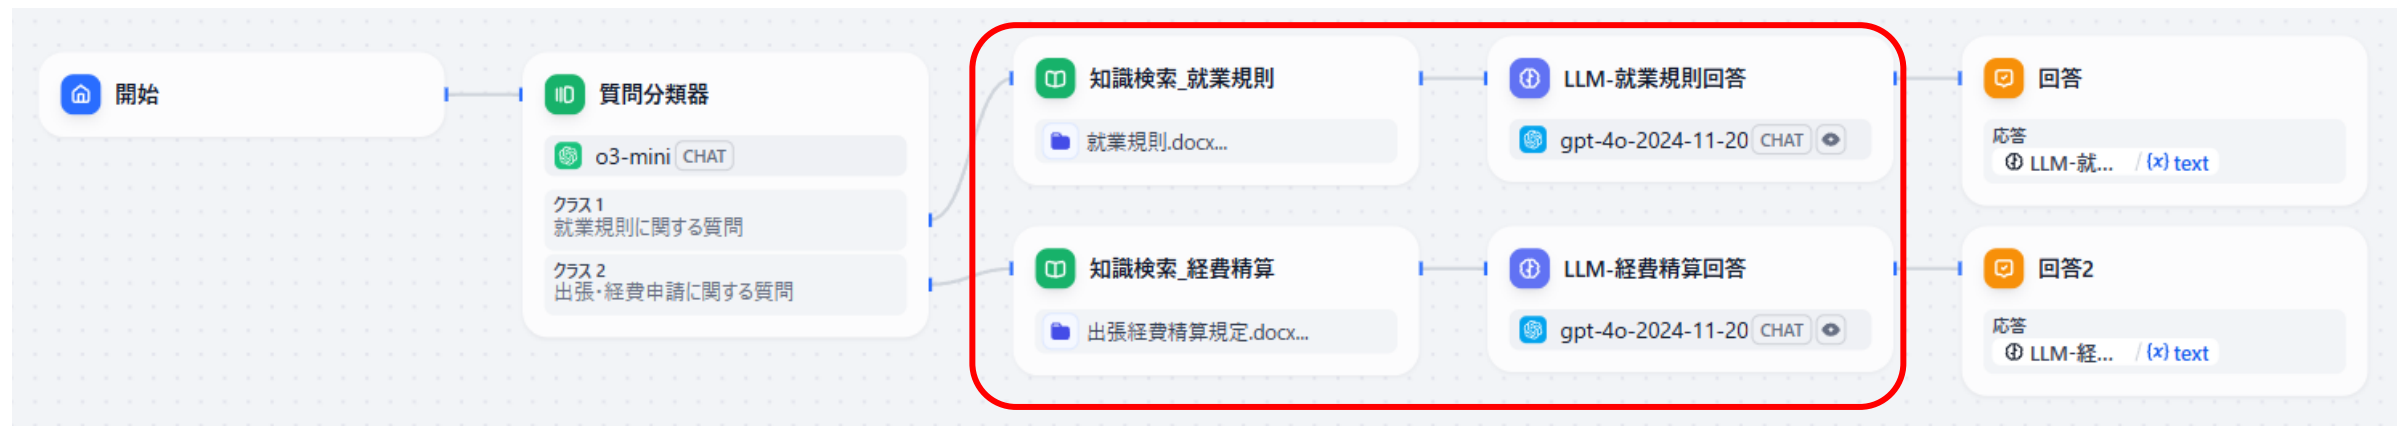 開始
質問分類器
o3-mini CHAT
クラス 1
就業規則に関する質問
クラス 2
出張・経費申請に関する質問
知識検索_就業規則
就業規則.docx...
LLM-就業規則回答
gpt-4o-2024-11-20 CHAT
回答
応答
LLM-就... / {x} text
知識検索_経費精算
出張経費精算規定.docx...
LLM-経費精算回答
gpt-4o-2024-11-20 CHAT
回答2
応答
LLM-経... / {x} text